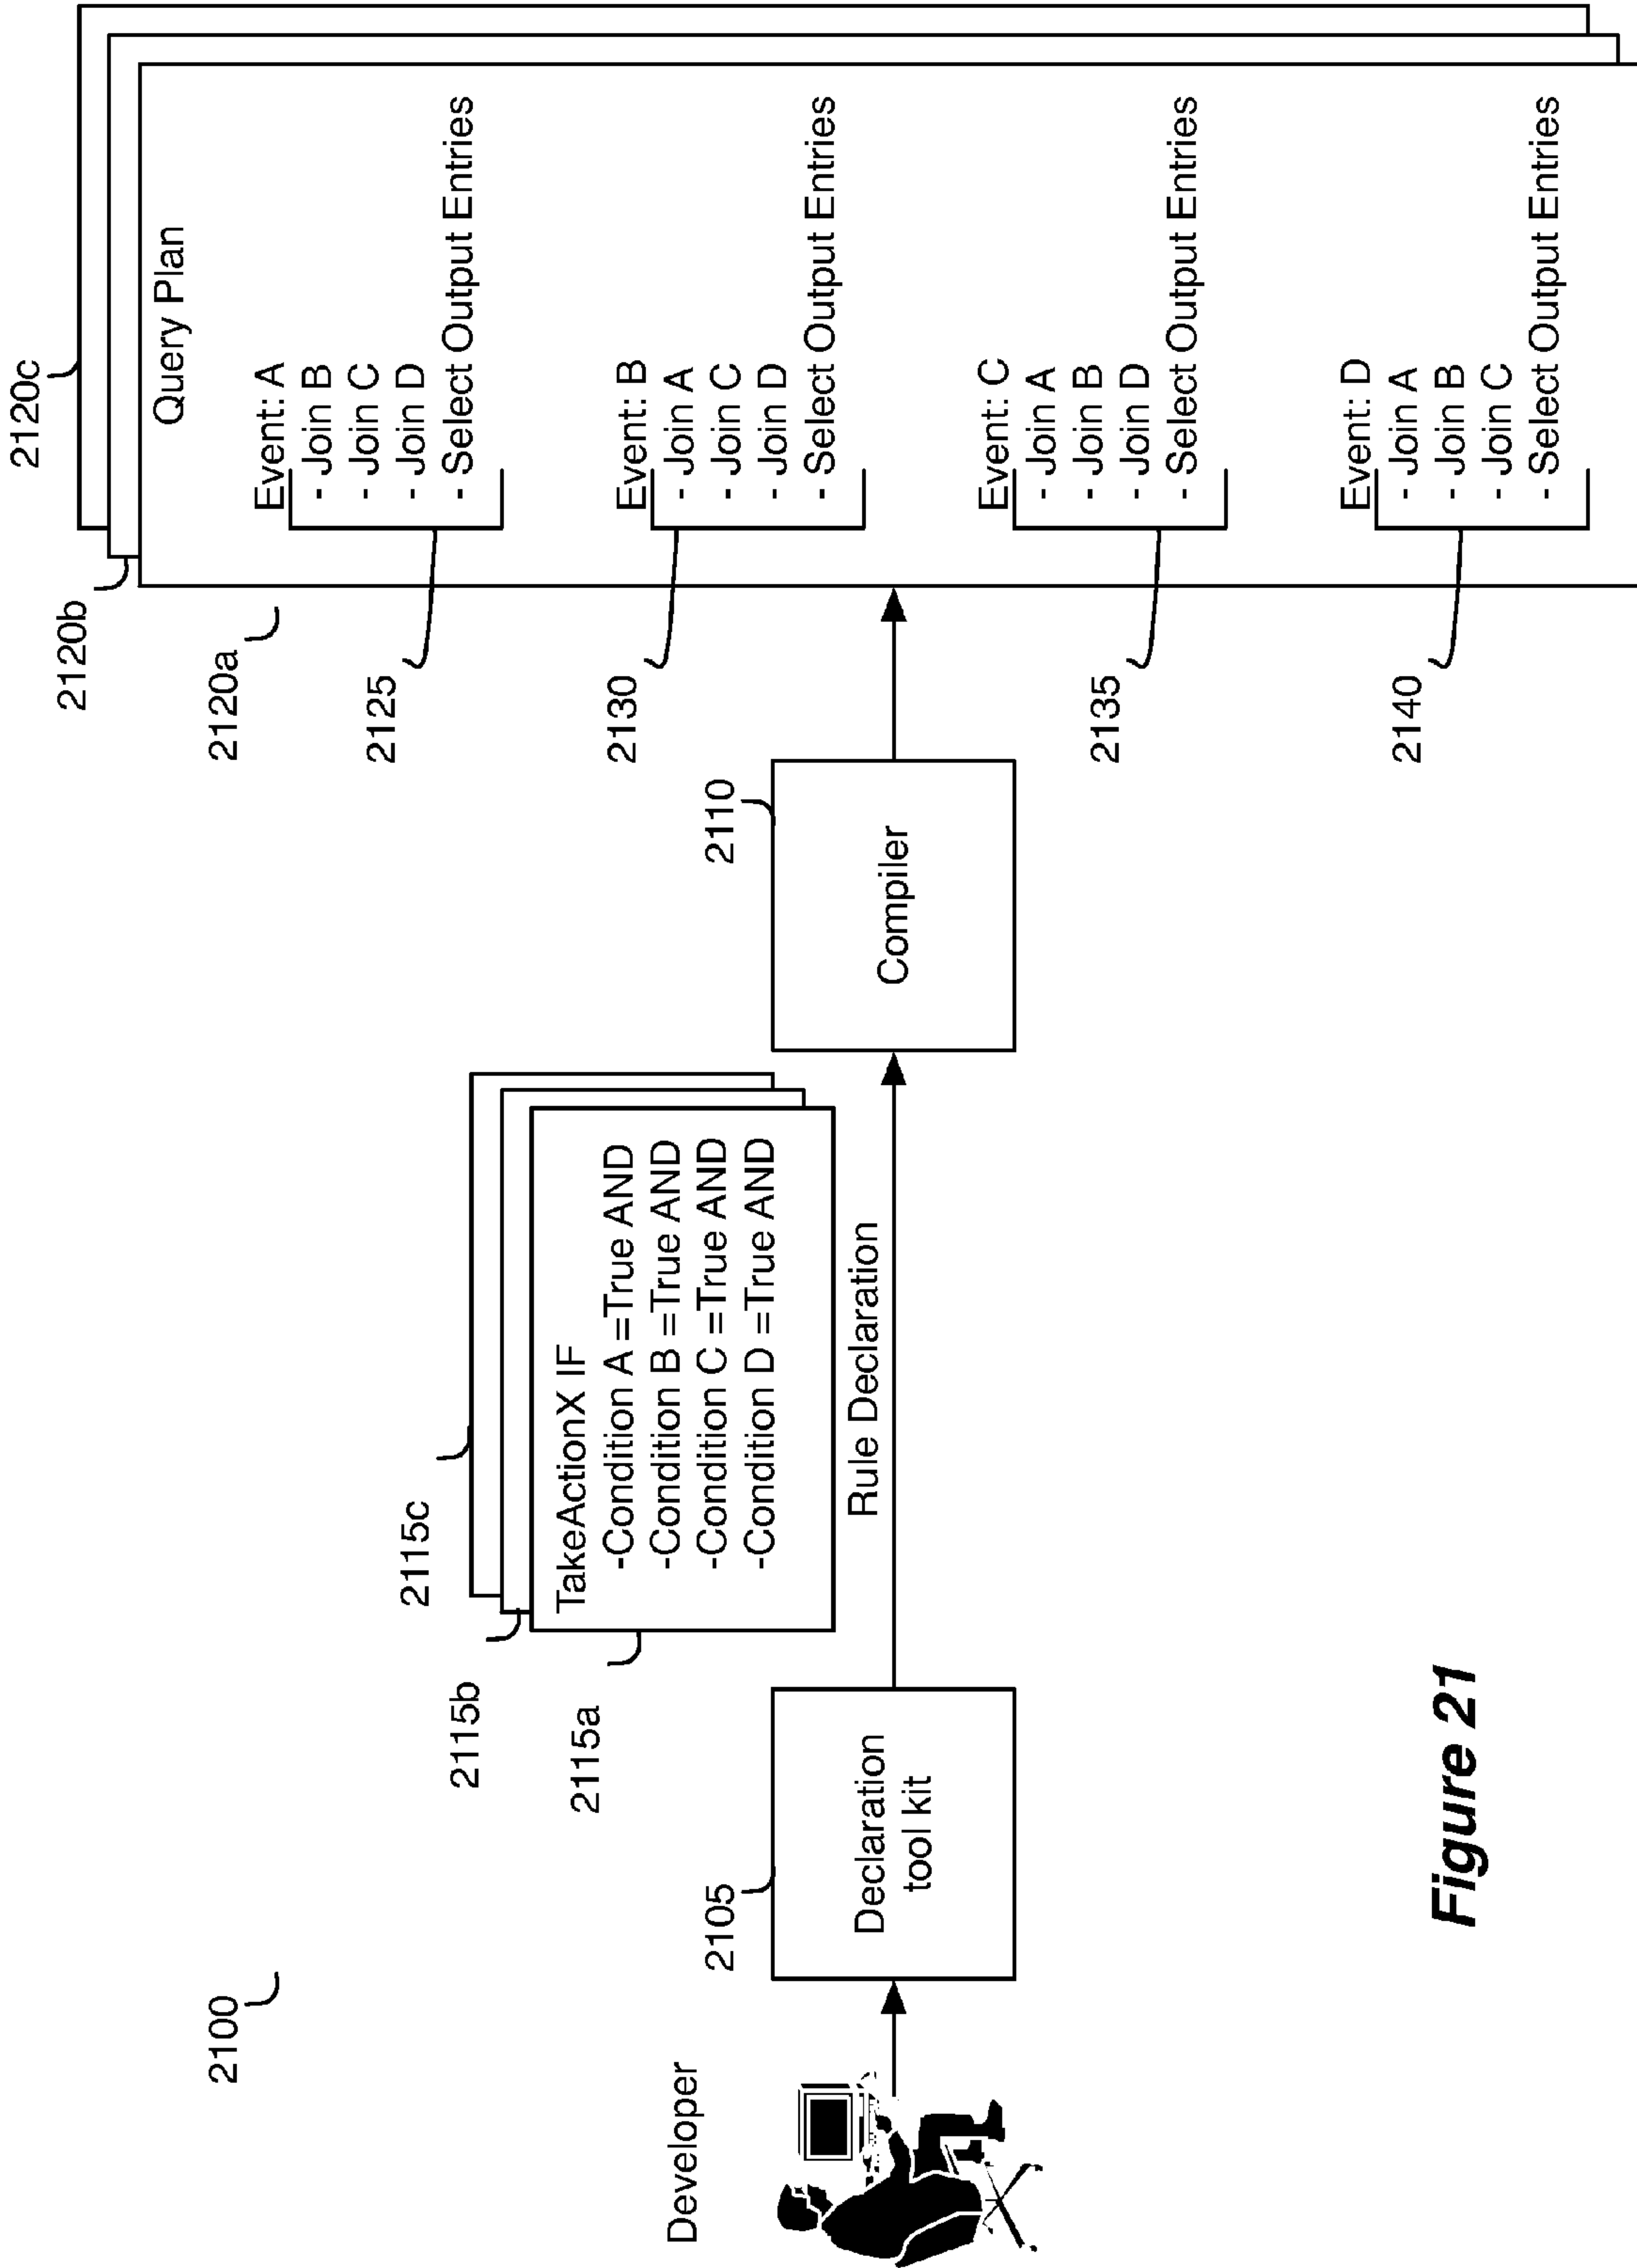 2100
Developer
2105
Declaration
tool kit
2115a
2115b
2115c
TakeActionX IF
-Condition A =True AND
-Condition B =True AND
-Condition C =True AND
-Condition D =True AND
Rule Declaration
2110
Compiler
2120a
2120b
2120c
Query Plan
2125
Event: A
- Join B
- Join C
- Join D
- Select Output Entries
2130
Event: B
- Join A
- Join C
- Join D
- Select Output Entries
2135
Event: C
- Join A
- Join B
- Join D
- Select Output Entries
2140
Event: D
- Join A
- Join B
- Join C
- Select Output Entries
Figure 21